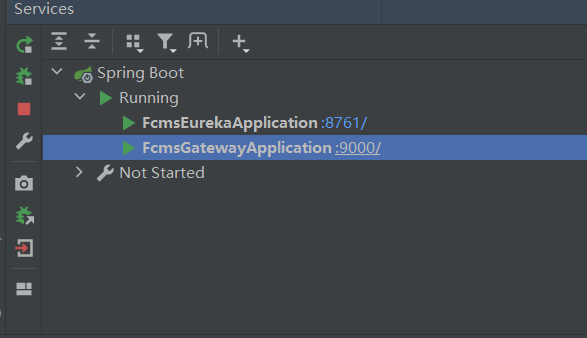 Services
Spring Boot
Running
FcmsEurekaApplication :8761/
FcmsGatewayApplication :9000/
Not Started